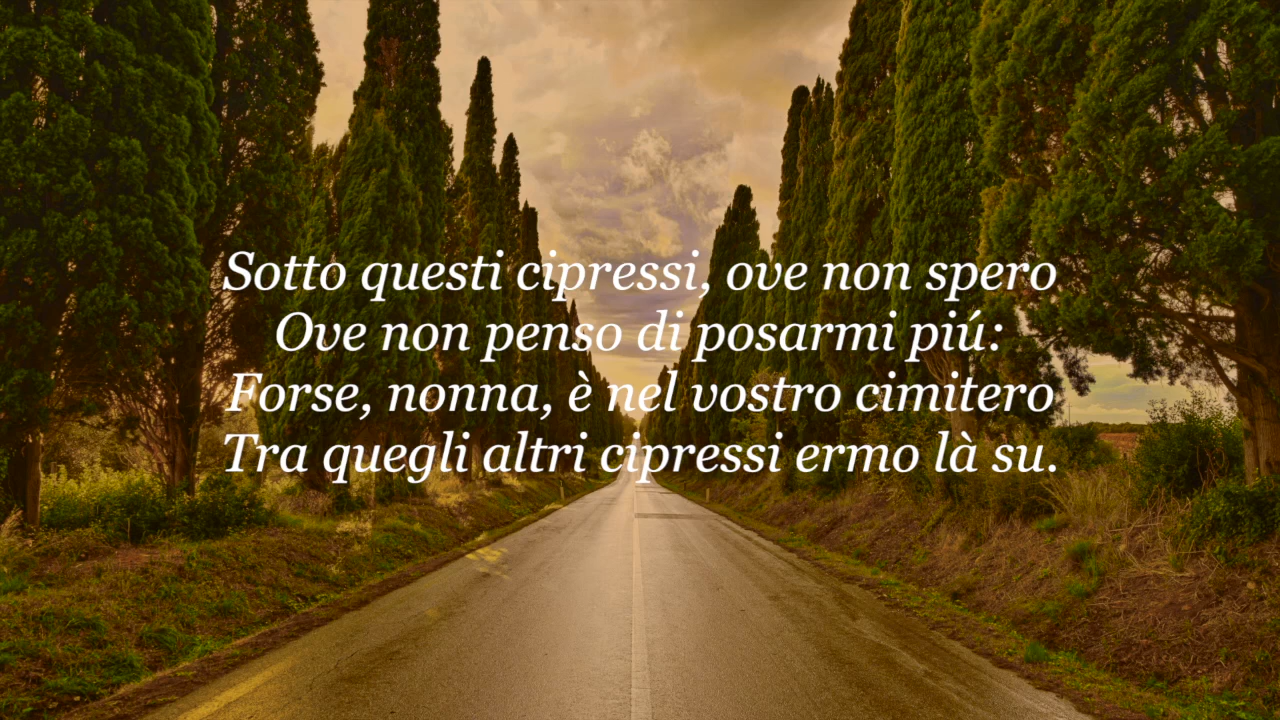 Sotto questi cipressi, ove non spero
Ove non penso di posarmi piú:
Forse, nonna, è nel vostro cimitero
Tra quegli altri cipressi ermo là su.